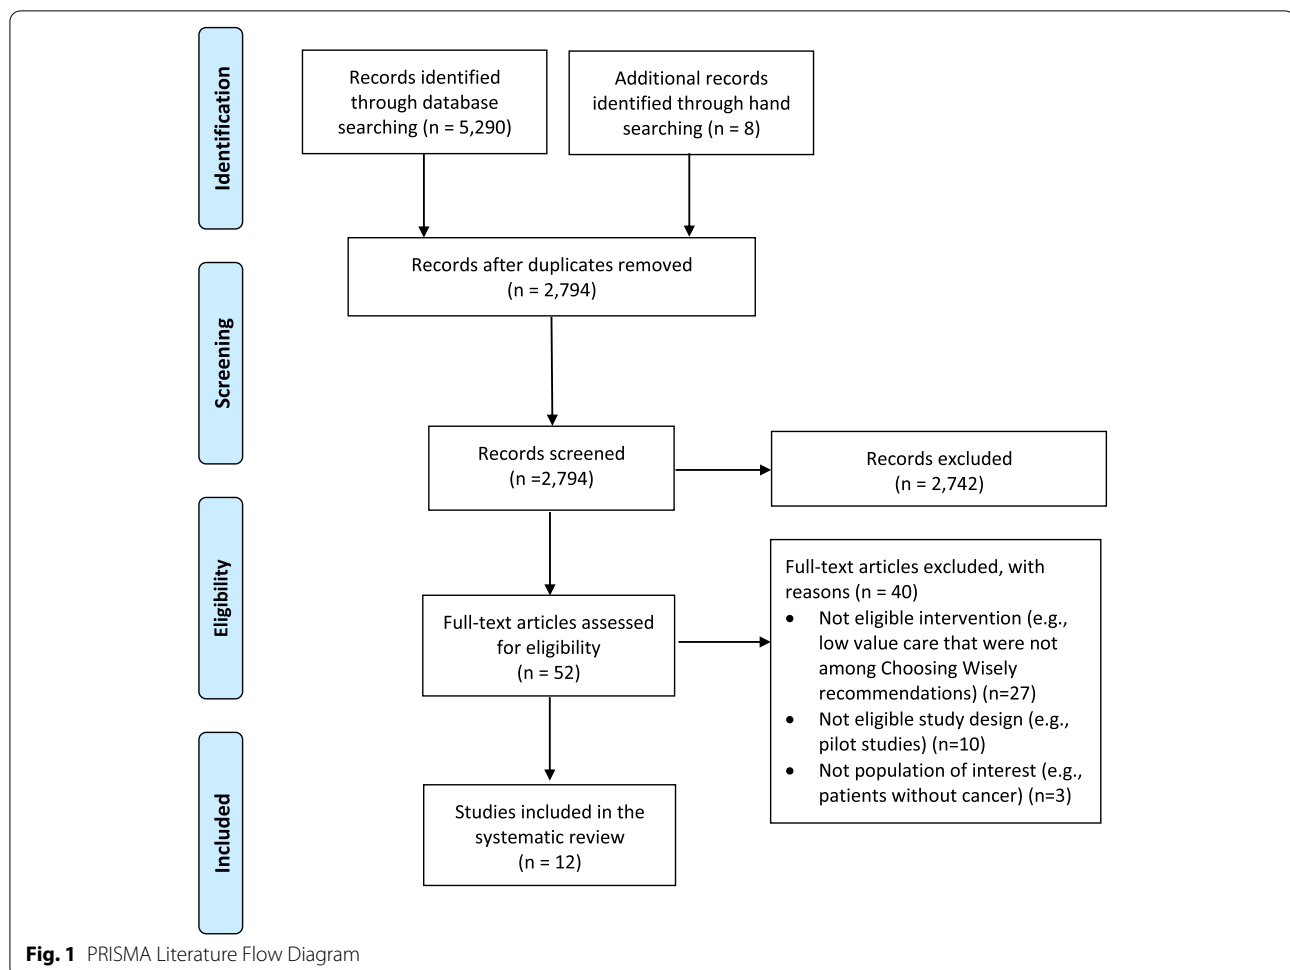 Identification
Records identified
through database
searching (n = 5,290)
Additional records
identified through hand
searching (n = 8)
Records after duplicates removed
(n = 2,794)
Screening
Records screened
(n =2,794)
Records excluded
(n = 2,742)
Eligibility
Full-text articles assessed
for eligibility
(n = 52)
Full-text articles excluded, with
reasons (n = 40)
• Not eligible intervention (e.g.,
low value care that were not
among Choosing Wisely
recommendations) (n=27)
• Not eligible study design (e.g.,
pilot studies) (n=10)
• Not population of interest (e.g.,
patients without cancer) (n=3)
Included
Studies included in the
systematic review
(n = 12)
Fig. 1 PRISMA Literature Flow Diagram